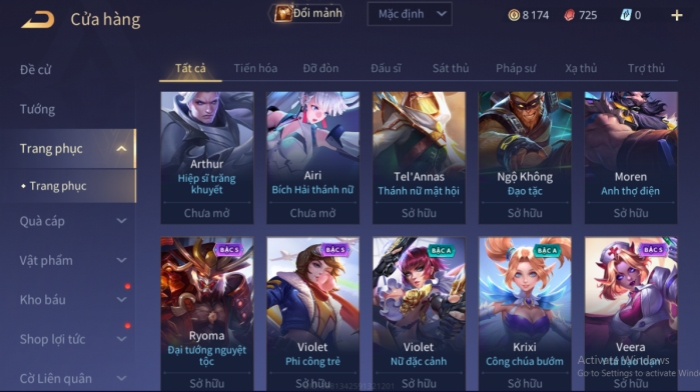 Cửa hàng
Đổi mảnh
Mặc định
8 174
725
0
Đề cử
Tướng
Trang phục
Trang phục
Quà cáp
Vật phẩm
Kho báu
Shop lợi tức
Cờ Liên quân
Tất cả
Tiến hóa
Đỡ đòn
Đấu sĩ
Sát thủ
Pháp sư
Xạ thủ
Trợ thủ
Arthur
Hiệp sĩ trăng
khuyết
Chưa mở
Airi
Bích Hải thánh nữ
Chưa mở
Tel'Annas
Thánh nữ mật hội
Sở hữu
Ngộ Không
Đạo tặc
Sở hữu
Moren
Anh thợ điện
Sở hữu
BẬC S
Ryoma
Đại tướng nguyệt
tộc
Sở hữu
BẬC S
Violet
Phi công trẻ
Sở hữu
BẬC A
Violet
Nữ đặc cảnh
Sở hữu
BẬC A
Krixi
Công chúa bướm
Sở hữu
BẬC S
Veera
Y tá bạo loạn
Sở hữu
Activate Windows
Go to Settings to activate Wind